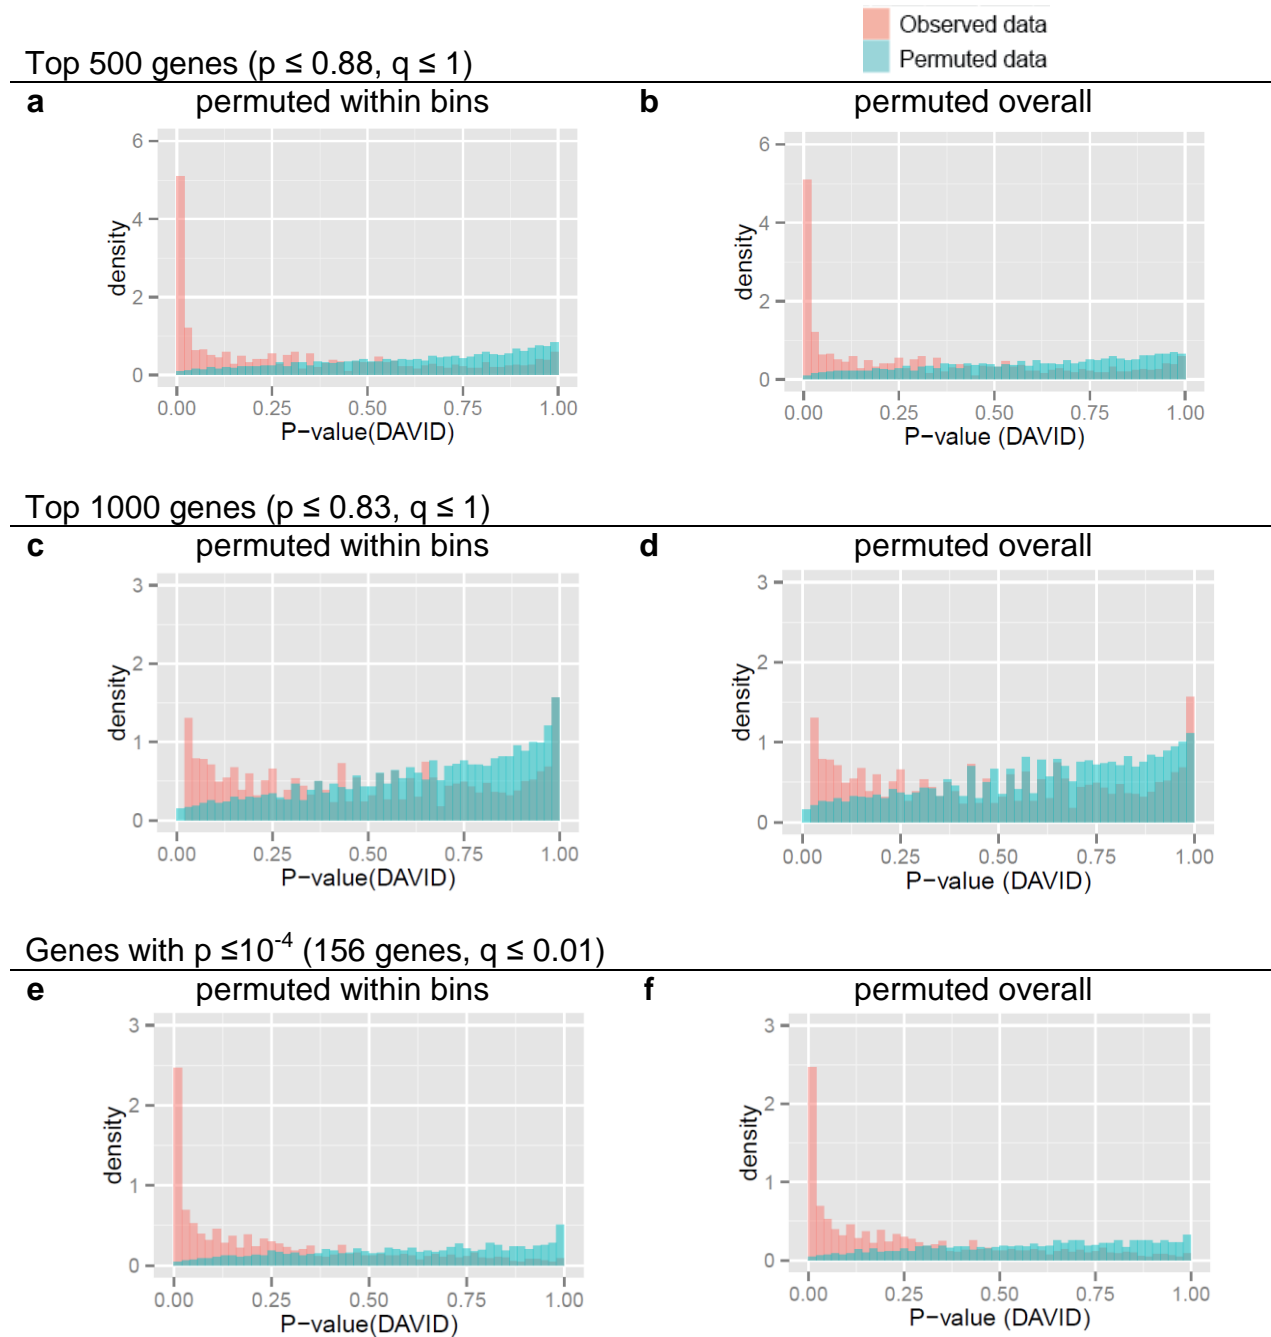 Observed data
Permuted data
Top 500 genes (p ≤ 0.88, q ≤ 1)
a permuted within bins b permuted overall
6
4
2
0
density
0.00 0.25 0.50 0.75 1.00
P-value(DAVID)
6
4
2
0
density
0.00 0.25 0.50 0.75 1.00
P-value (DAVID)
Top 1000 genes (p ≤ 0.83, q ≤ 1)
c permuted within bins d permuted overall
3
2
1
0
density
0.00 0.25 0.50 0.75 1.00
P-value(DAVID)
3
2
1
0
density
0.00 0.25 0.50 0.75 1.00
P-value (DAVID)
Genes with p ≤10⁻⁴ (156 genes, q ≤ 0.01)
e permuted within bins f permuted overall
3
2
1
0
density
0.00 0.25 0.50 0.75 1.00
P-value(DAVID)
3
2
1
0
density
0.00 0.25 0.50 0.75 1.00
P-value (DAVID)